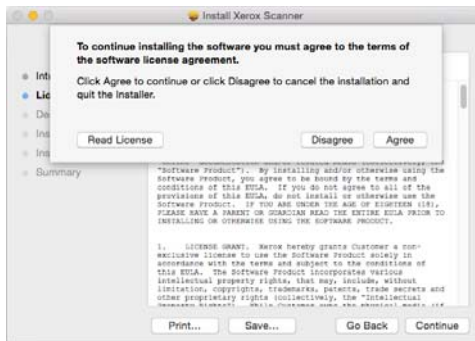 Install Xerox Scanner
To continue installing the software you must agree to the terms of
the software license agreement.
Click Agree to continue or click Disagree to cancel the installation and
quit the Installer.
Read License
Disagree
Agree
Int
Lic
De
Ins
Ins
Summary
"Software Product"). By installing and/or otherwise using the
Software Product, you agree to be bound by the terms and
conditions of this EULA. If you do not agree to all of the
provisions of this EULA, do not install or otherwise use the
Software Product. IF YOU ARE UNDER THE AGE OF EIGHTEEN (18),
PLEASE HAVE A PARENT OR GUARDIAN READ THE ENTIRE EULA PRIOR TO
INSTALLING OR OTHERWISE USING THE SOFTWARE PRODUCT.
1. LICENSE GRANT. Xerox hereby grants Customer a non-
exclusive license to use the Software Product solely in
accordance with the terms and subject to the conditions of
this EULA. The Software Product incorporates various
intellectual property rights, that may, include, without
limitation, copyrights, trademarks, patents, trade secrets and
other proprietary rights (collectively, the "Intellectual
Print...
Save...
Go Back
Continue